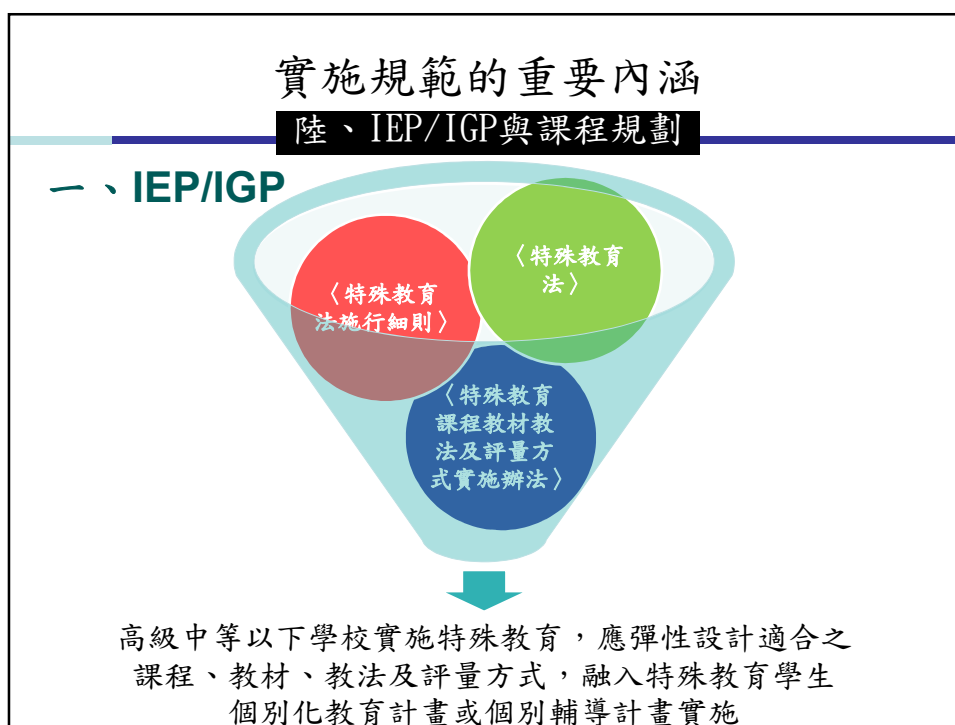 實施規範的重要內涵
陸、IEP/IGP與課程規劃
一、IEP/IGP
〈特殊教育
法〉
〈特殊教育
法施行細則〉
〈特殊教育
課程教材教
法及評量方
式實施辦法〉
高級中等以下學校實施特殊教育，應彈性設計適合之
課程、教材、教法及評量方式，融入特殊教育學生
個別化教育計畫或個別輔導計畫實施